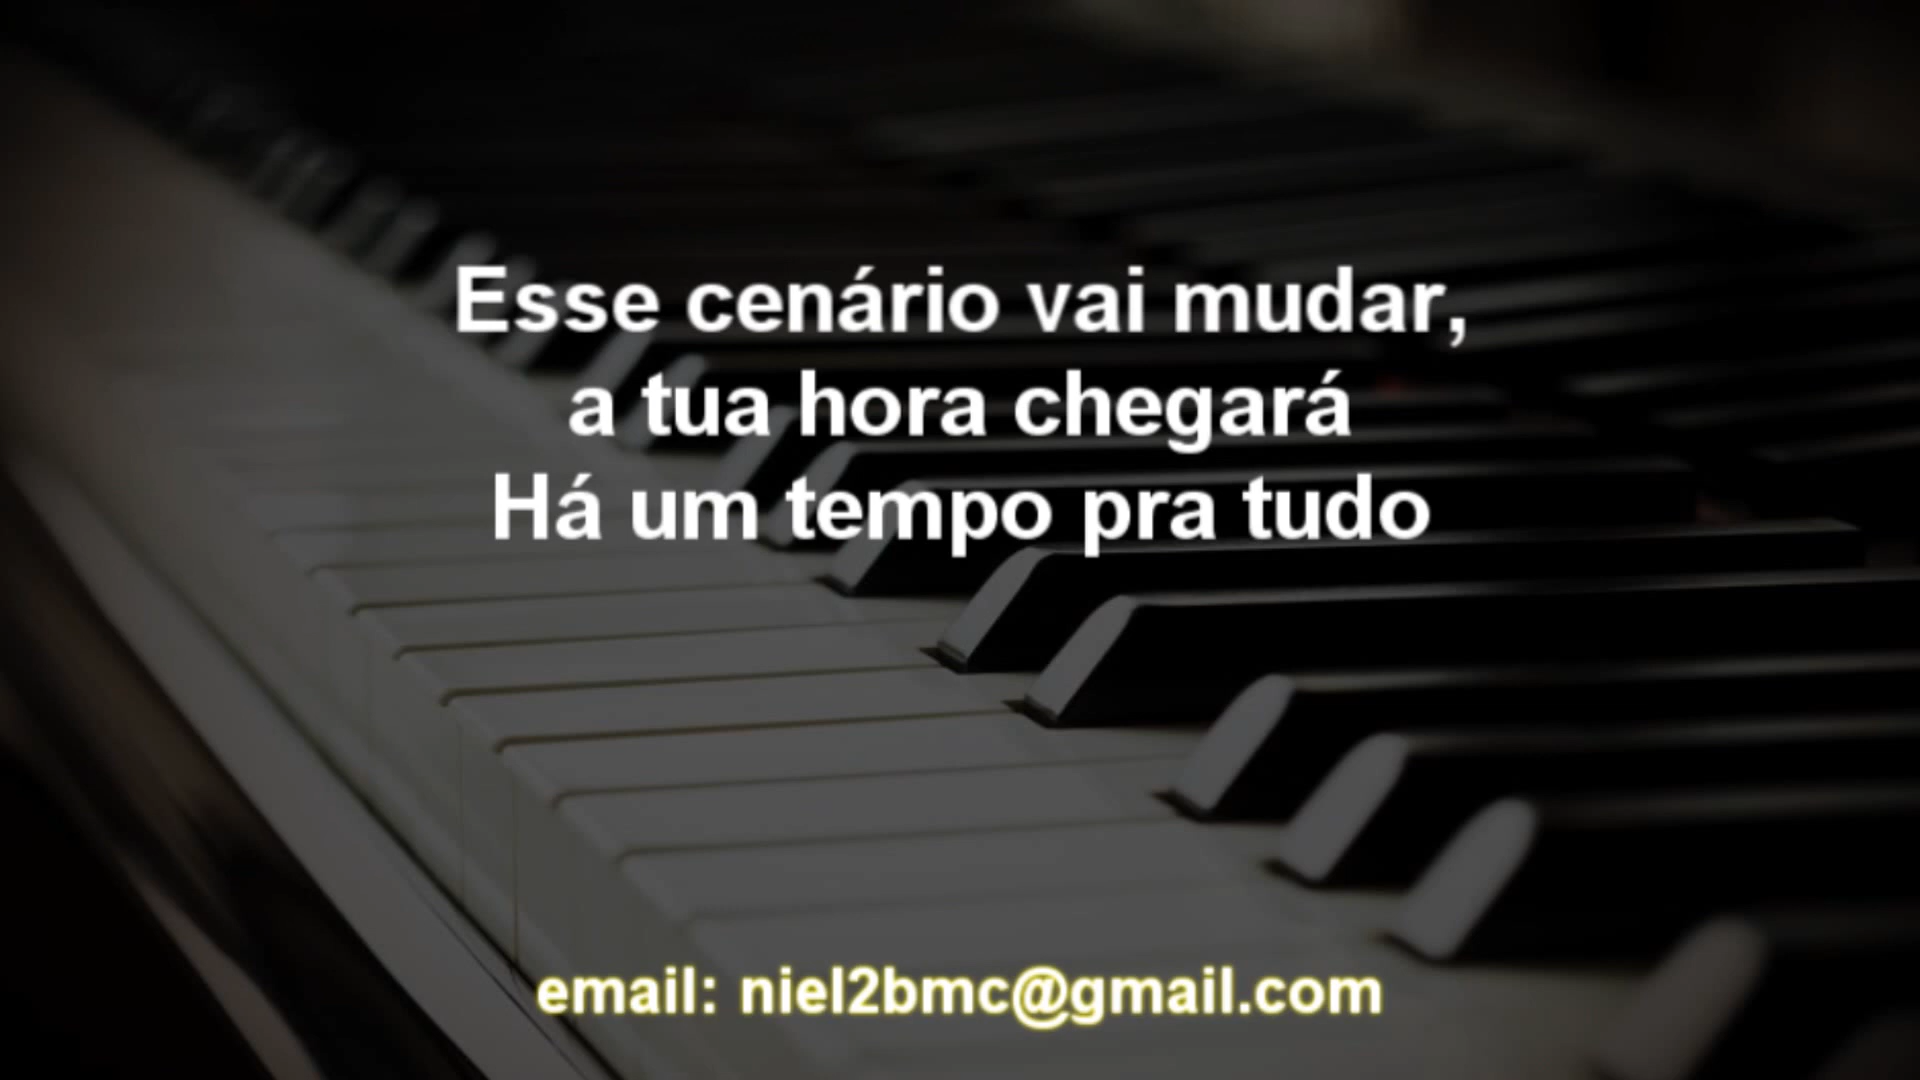 Esse cenário vai mudar,
a tua hora chegará
Há um tempo pra tudo
email: niel2bmc@gmail.com